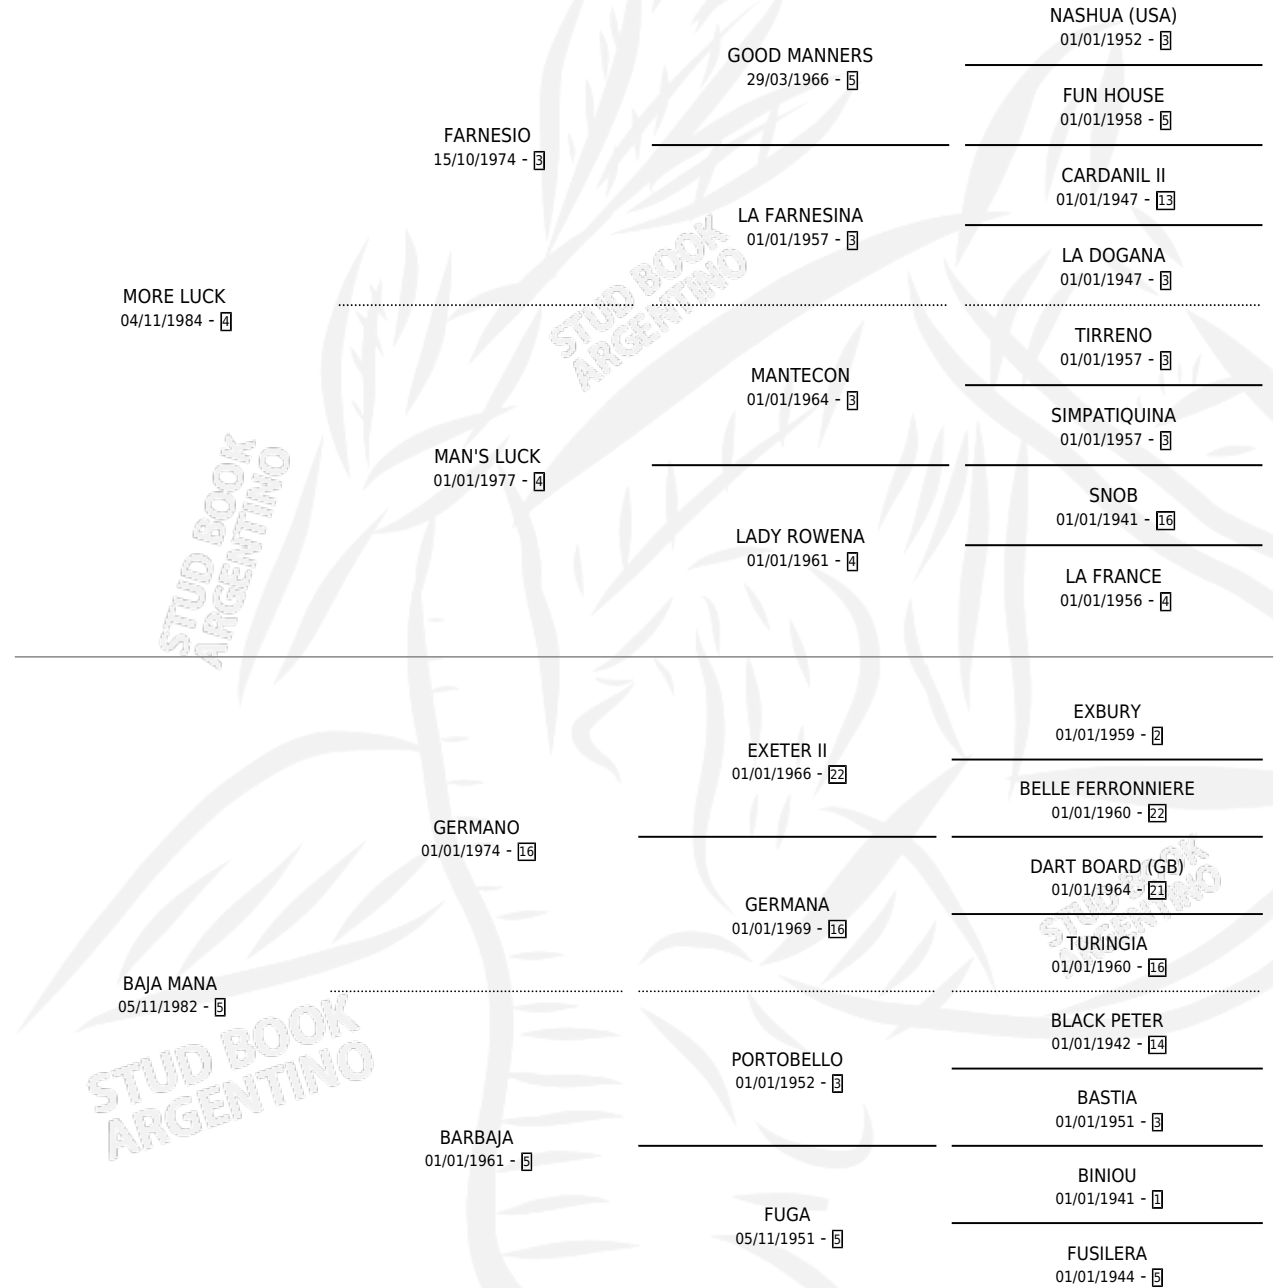 NASHUA (USA)
01/01/1952 - 3
GOOD MANNERS
29/03/1966 - 5
FUN HOUSE
01/01/1958 - 5
FARNESIO
15/10/1974 - 3
CARDANIL II
01/01/1947 - 13
LA FARNESINA
01/01/1957 - 3
LA DOGANA
01/01/1947 - 3
MORE LUCK
04/11/1984 - 4
TIRRENO
01/01/1957 - 3
MANTECON
01/01/1964 - 3
SIMPATIQUINA
01/01/1957 - 3
MAN'S LUCK
01/01/1977 - 4
SNOB
01/01/1941 - 16
LADY ROWENA
01/01/1961 - 4
LA FRANCE
01/01/1956 - 4
EXBURY
01/01/1959 - 2
EXETER II
01/01/1966 - 22
BELLE FERRONNIERE
01/01/1960 - 22
GERMANO
01/01/1974 - 16
DART BOARD (GB)
01/01/1964 - 21
GERMANA
01/01/1969 - 16
TURINGIA
01/01/1960 - 16
BAJA MANA
05/11/1982 - 5
BLACK PETER
01/01/1942 - 14
PORTOBELLO
01/01/1952 - 3
BASTIA
01/01/1951 - 3
BARBAJA
01/01/1961 - 5
BINIOU
01/01/1941 - 1
FUGA
05/11/1951 - 5
FUSILERA
01/01/1944 - 5
STUD BOOK
ARGENTINO
STUD BOOK
ARGENTINO
STUD BOOK
ARGENTINO
STUD BOOK
ARGENTINO